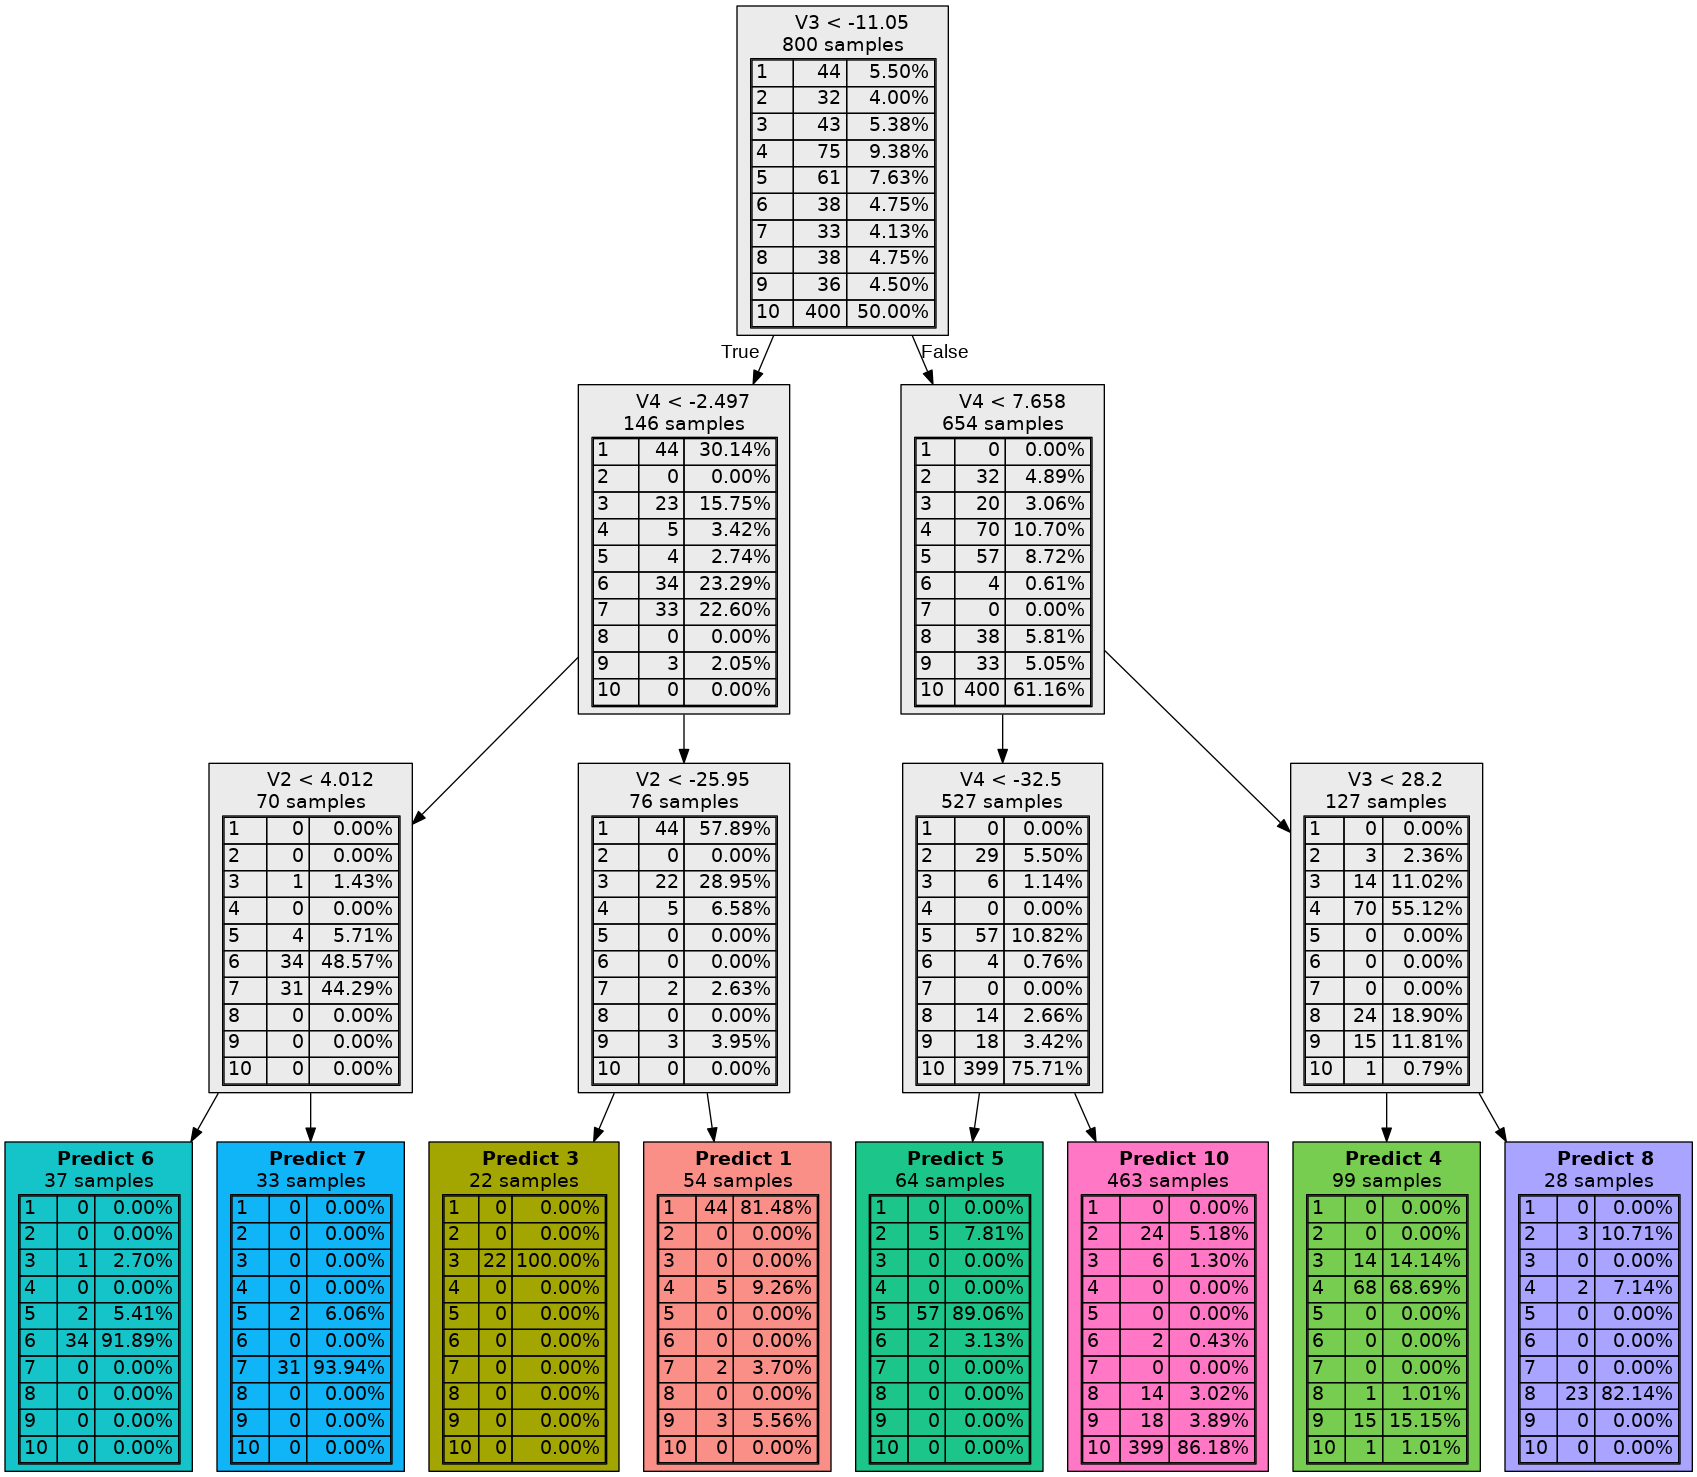 V3 < -11.05
800 samples
1 44 5.50%
2 32 4.00%
3 43 5.38%
4 75 9.38%
5 61 7.63%
6 38 4.75%
7 33 4.13%
8 38 4.75%
9 36 4.50%
10 400 50.00%
True
False
V4 < -2.497
146 samples
1 44 30.14%
2 0 0.00%
3 23 15.75%
4 5 3.42%
5 4 2.74%
6 34 23.29%
7 33 22.60%
8 0 0.00%
9 3 2.05%
10 0 0.00%
V4 < 7.658
654 samples
1 0 0.00%
2 32 4.89%
3 20 3.06%
4 70 10.70%
5 57 8.72%
6 4 0.61%
7 0 0.00%
8 38 5.81%
9 33 5.05%
10 400 61.16%
V2 < 4.012
70 samples
1 0 0.00%
2 0 0.00%
3 1 1.43%
4 0 0.00%
5 4 5.71%
6 34 48.57%
7 31 44.29%
8 0 0.00%
9 0 0.00%
10 0 0.00%
V2 < -25.95
76 samples
1 44 57.89%
2 0 0.00%
3 22 28.95%
4 5 6.58%
5 0 0.00%
6 0 0.00%
7 2 2.63%
8 0 0.00%
9 3 3.95%
10 0 0.00%
V4 < -32.5
527 samples
1 0 0.00%
2 29 5.50%
3 6 1.14%
4 0 0.00%
5 57 10.82%
6 4 0.76%
7 0 0.00%
8 14 2.66%
9 18 3.42%
10 399 75.71%
V3 < 28.2
127 samples
1 0 0.00%
2 3 2.36%
3 14 11.02%
4 70 55.12%
5 0 0.00%
6 0 0.00%
7 0 0.00%
8 24 18.90%
9 15 11.81%
10 1 0.79%
Predict 6
37 samples
1 0 0.00%
2 0 0.00%
3 1 2.70%
4 0 0.00%
5 2 5.41%
6 34 91.89%
7 0 0.00%
8 0 0.00%
9 0 0.00%
10 0 0.00%
Predict 7
33 samples
1 0 0.00%
2 0 0.00%
3 0 0.00%
4 0 0.00%
5 2 6.06%
6 0 0.00%
7 31 93.94%
8 0 0.00%
9 0 0.00%
10 0 0.00%
Predict 3
22 samples
1 0 0.00%
2 0 0.00%
3 22 100.00%
4 0 0.00%
5 0 0.00%
6 0 0.00%
7 0 0.00%
8 0 0.00%
9 0 0.00%
10 0 0.00%
Predict 1
54 samples
1 44 81.48%
2 0 0.00%
3 0 0.00%
4 5 9.26%
5 0 0.00%
6 0 0.00%
7 2 3.70%
8 0 0.00%
9 3 5.56%
10 0 0.00%
Predict 5
64 samples
1 0 0.00%
2 5 7.81%
3 0 0.00%
4 0 0.00%
5 57 89.06%
6 2 3.13%
7 0 0.00%
8 0 0.00%
9 0 0.00%
10 0 0.00%
Predict 10
463 samples
1 0 0.00%
2 24 5.18%
3 6 1.30%
4 0 0.00%
5 0 0.00%
6 2 0.43%
7 0 0.00%
8 14 3.02%
9 18 3.89%
10 399 86.18%
Predict 4
99 samples
1 0 0.00%
2 0 0.00%
3 14 14.14%
4 68 68.69%
5 0 0.00%
6 0 0.00%
7 0 0.00%
8 1 1.01%
9 15 15.15%
10 1 1.01%
Predict 8
28 samples
1 0 0.00%
2 3 10.71%
3 0 0.00%
4 2 7.14%
5 0 0.00%
6 0 0.00%
7 0 0.00%
8 23 82.14%
9 0 0.00%
10 0 0.00%